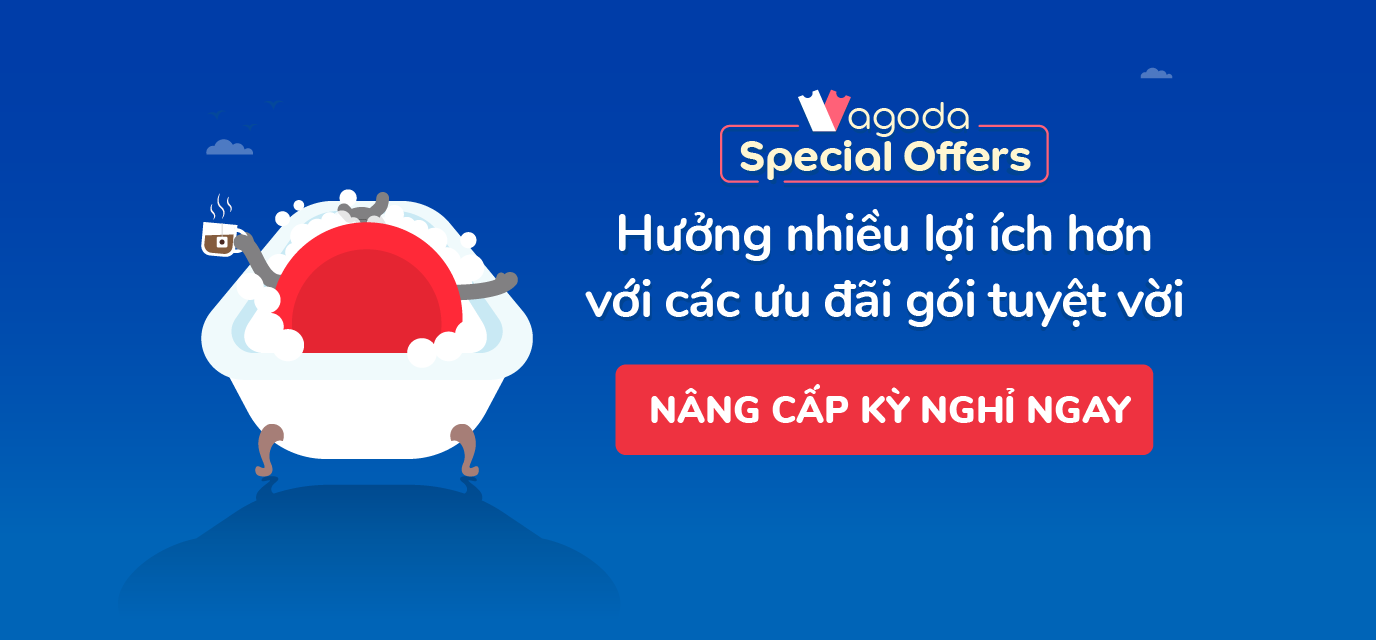 agoda
Special Offers
Hưởng nhiều lợi ích hơn
với các ưu đãi gói tuyệt vời
NÂNG CẤP KỲ NGHỈ NGAY